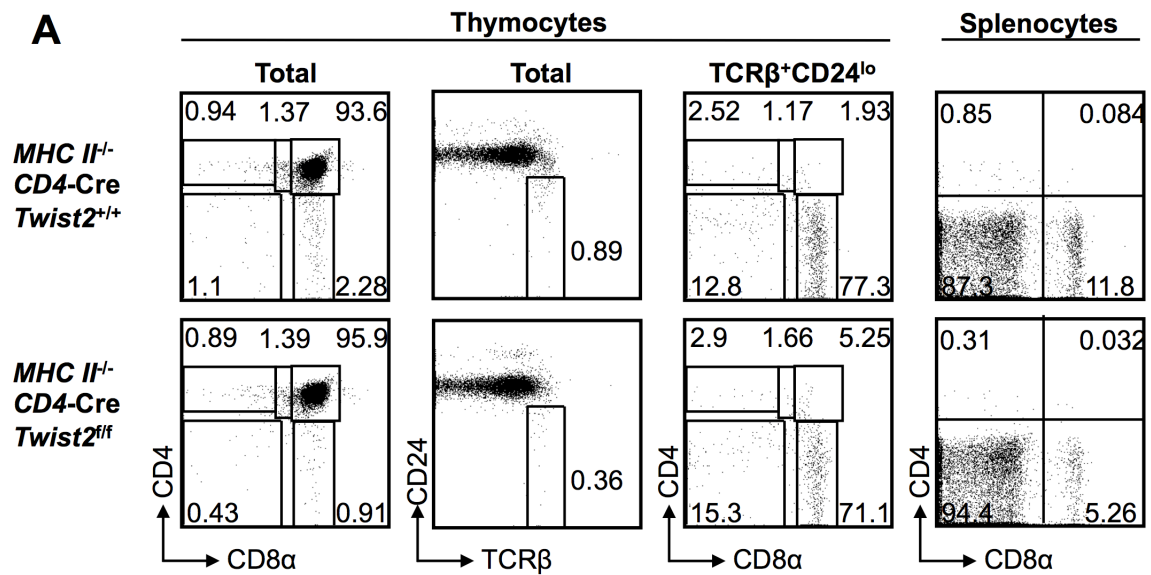 A
Thymocytes
Splenocytes
Total
Total
TCRβ⁺CD24ˡᵒ
MHC II⁻/⁻
CD4-Cre
Twist2⁺/⁺
0.94 1.37 93.6
1.1 2.28
0.89
2.52 1.17 1.93
12.8 77.3
0.85 0.084
87.3 11.8
MHC II⁻/⁻
CD4-Cre
Twist2ᶠ/ᶠ
0.89 1.39 95.9
0.43 0.91
0.36
2.9 1.66 5.25
15.3 71.1
0.31 0.032
94.4 5.26
CD4
CD8α
CD24
TCRβ
CD4
CD8α
CD4
CD8α